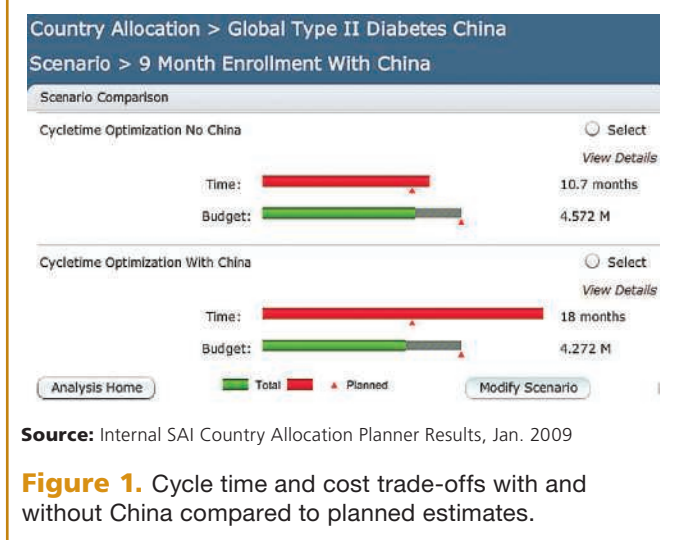 Country Allocation > Global Type II Diabetes China
Scenario > 9 Month Enrollment With China
Scenario Comparison
Cycletime Optimization No China
Select
View Details
Time:
10.7 months
Budget:
4.572 M
Cycletime Optimization With China
Select
View Details
Time:
18 months
Budget:
4.272 M
Analysis Home
Total
Planned
Modify Scenario
Source: Internal SAI Country Allocation Planner Results, Jan. 2009
Figure 1. Cycle time and cost trade-offs with and
without China compared to planned estimates.